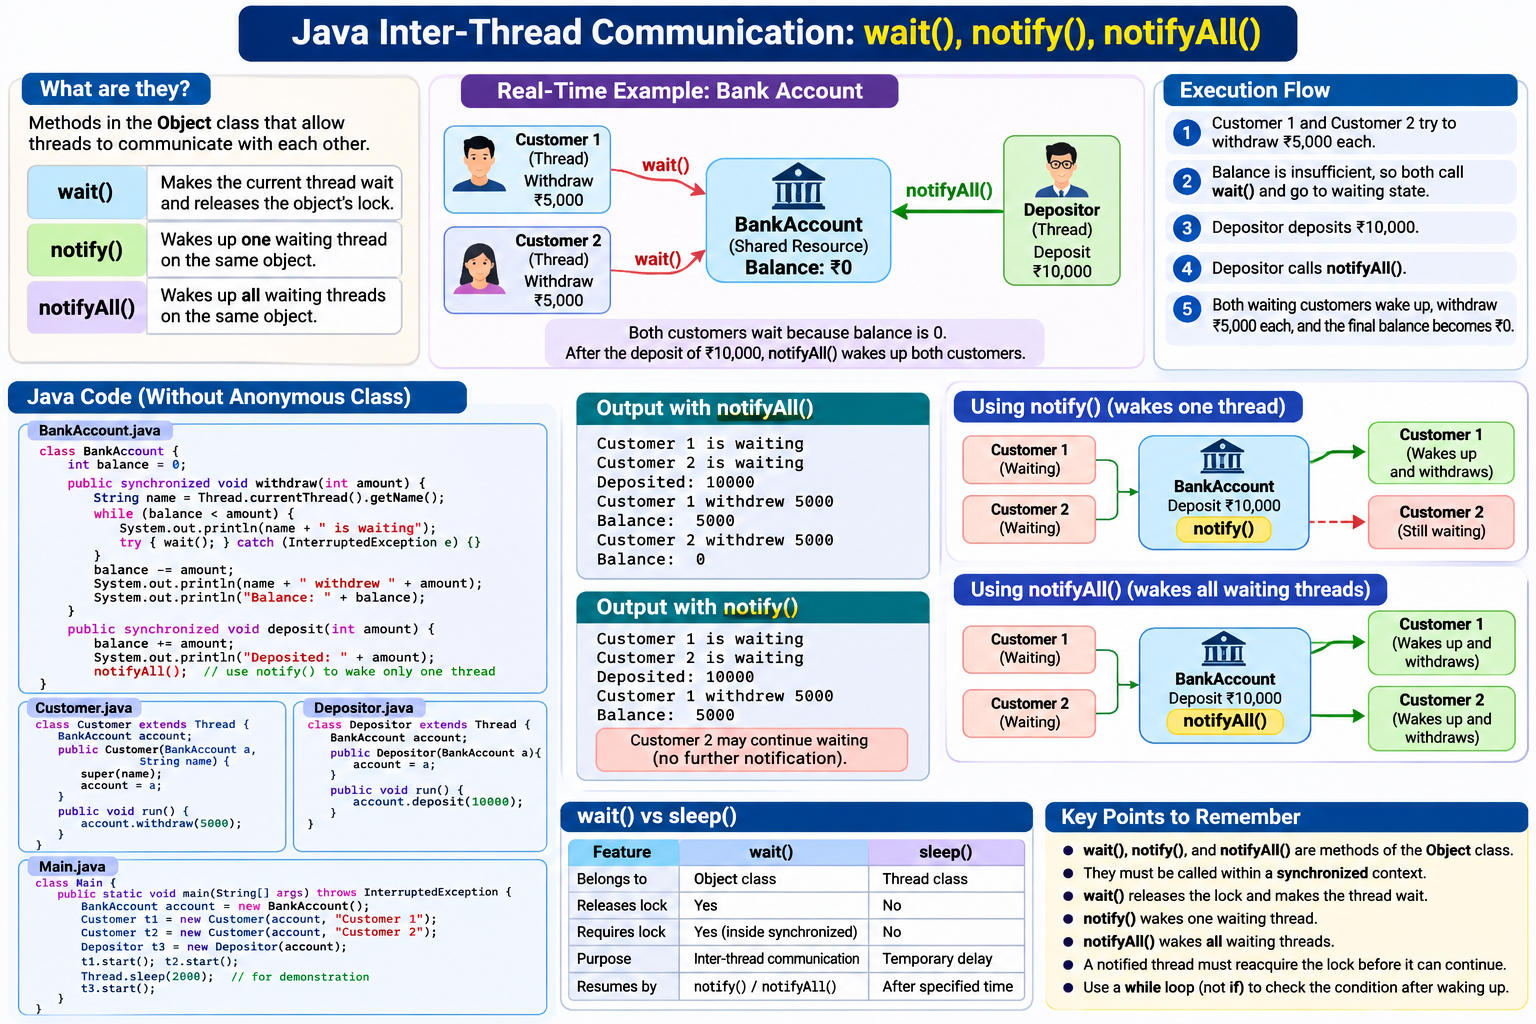 Java Inter-Thread Communication: wait(), notify(), notifyAll()
What are they?
Methods in the Object class that allow
threads to communicate with each other.
wait()
Makes the current thread wait
and releases the object's lock.
notify()
Wakes up one waiting thread
on the same object.
notifyAll()
Wakes up all waiting threads
on the same object.
Real-Time Example: Bank Account
Customer 1
(Thread)
Withdraw
₹5,000
wait()
Customer 2
(Thread)
Withdraw
₹5,000
wait()
BankAccount
(Shared Resource)
Balance: ₹0
notifyAll()
Depositor
(Thread)
Deposit
₹10,000
Both customers wait because balance is 0.
After the deposit of ₹10,000, notifyAll() wakes up both customers.
Execution Flow
1 Customer 1 and Customer 2 try to
withdraw ₹5,000 each.
2 Balance is insufficient, so both call
wait() and go to waiting state.
3 Depositor deposits ₹10,000.
4 Depositor calls notifyAll().
5 Both waiting customers wake up, withdraw
₹5,000 each, and the final balance becomes ₹0.
Java Code (Without Anonymous Class)
BankAccount.java
class BankAccount {
int balance = 0;
public synchronized void withdraw(int amount) {
String name = Thread.currentThread().getName();
while (balance < amount) {
System.out.println(name + " is waiting");
try { wait(); } catch (InterruptedException e) {}
}
balance -= amount;
System.out.println(name + " withdrew " + amount);
System.out.println("Balance: " + balance);
}
public synchronized void deposit(int amount) {
balance += amount;
System.out.println("Deposited: " + amount);
notifyAll(); // use notify() to wake only one thread
}
Customer.java
class Customer extends Thread {
BankAccount account;
public Customer(BankAccount a,
String name) {
super(name);
account = a;
}
public void run() {
account.withdraw(5000);
}
}
Depositor.java
class Depositor extends Thread {
BankAccount account;
public Depositor(BankAccount a){
account = a;
}
public void run() {
account.deposit(10000);
}
}
Main.java
class Main {
public static void main(String[] args) throws InterruptedException {
BankAccount account = new BankAccount();
Customer t1 = new Customer(account, "Customer 1");
Customer t2 = new Customer(account, "Customer 2");
Depositor t3 = new Depositor(account);
t1.start(); t2.start();
Thread.sleep(2000); // for demonstration
t3.start();
}
}
Output with notifyAll()
Customer 1 is waiting
Customer 2 is waiting
Deposited: 10000
Customer 1 withdrew 5000
Balance: 5000
Customer 2 withdrew 5000
Balance: 0
Output with notify()
Customer 1 is waiting
Customer 2 is waiting
Deposited: 10000
Customer 1 withdrew 5000
Balance: 5000
Customer 2 may continue waiting
(no further notification).
Using notify() (wakes one thread)
Customer 1
(Waiting)
Customer 2
(Waiting)
BankAccount
Deposit ₹10,000
notify()
Customer 1
(Wakes up
and withdraws)
Customer 2
(Still waiting)
Using notifyAll() (wakes all waiting threads)
Customer 1
(Waiting)
Customer 2
(Waiting)
BankAccount
Deposit ₹10,000
notifyAll()
Customer 1
(Wakes up and
withdraws)
Customer 2
(Wakes up and
withdraws)
wait() vs sleep()
Feature wait() sleep()
Belongs to Object class Thread class
Releases lock Yes No
Requires lock Yes (inside synchronized) No
Purpose Inter-thread communication Temporary delay
Resumes by notify() / notifyAll() After specified time
Key Points to Remember
● wait(), notify(), and notifyAll() are methods of the Object class.
● They must be called within a synchronized context.
● wait() releases the lock and makes the thread wait.
● notify() wakes one waiting thread.
● notifyAll() wakes all waiting threads.
● A notified thread must reacquire the lock before it can continue.
● Use a while loop (not if) to check the condition after waking up.